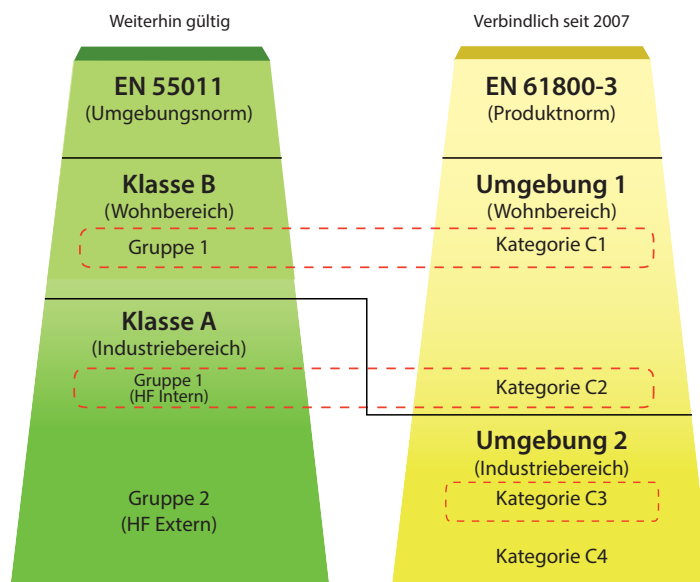 Weiterhin gültig
EN 55011
(Umgebungsnorm)
Klasse B
(Wohnbereich)
Gruppe 1
Klasse A
(Industriebereich)
Gruppe 1
(HF Intern)
Gruppe 2
(HF Extern)
Verbindlich seit 2007
EN 61800-3
(Produktnorm)
Umgebung 1
(Wohnbereich)
Kategorie C1
Kategorie C2
Umgebung 2
(Industriebereich)
Kategorie C3
Kategorie C4